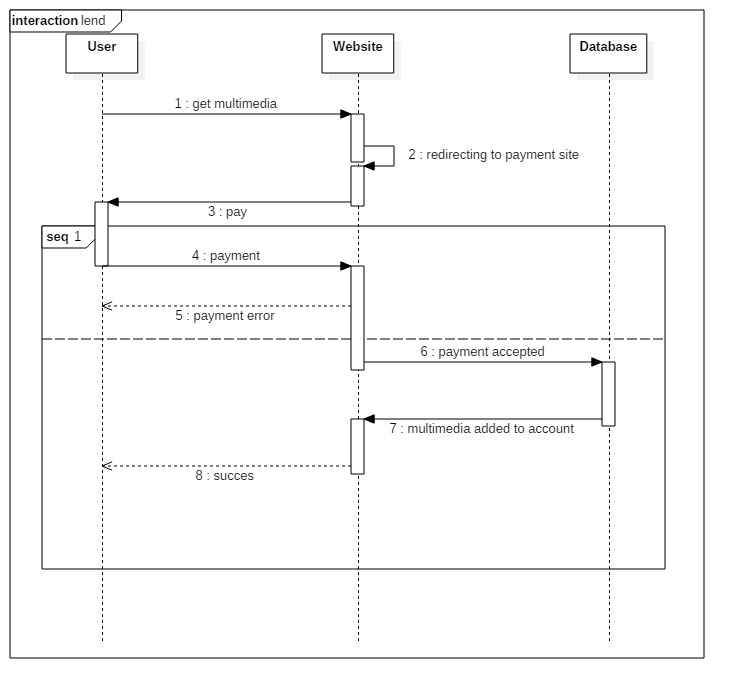 interaction lend
User
Website
Database
1 : get multimedia
2 : redirecting to payment site
3 : pay
seq 1
4 : payment
5 : payment error
6 : payment accepted
7 : multimedia added to account
8 : succes